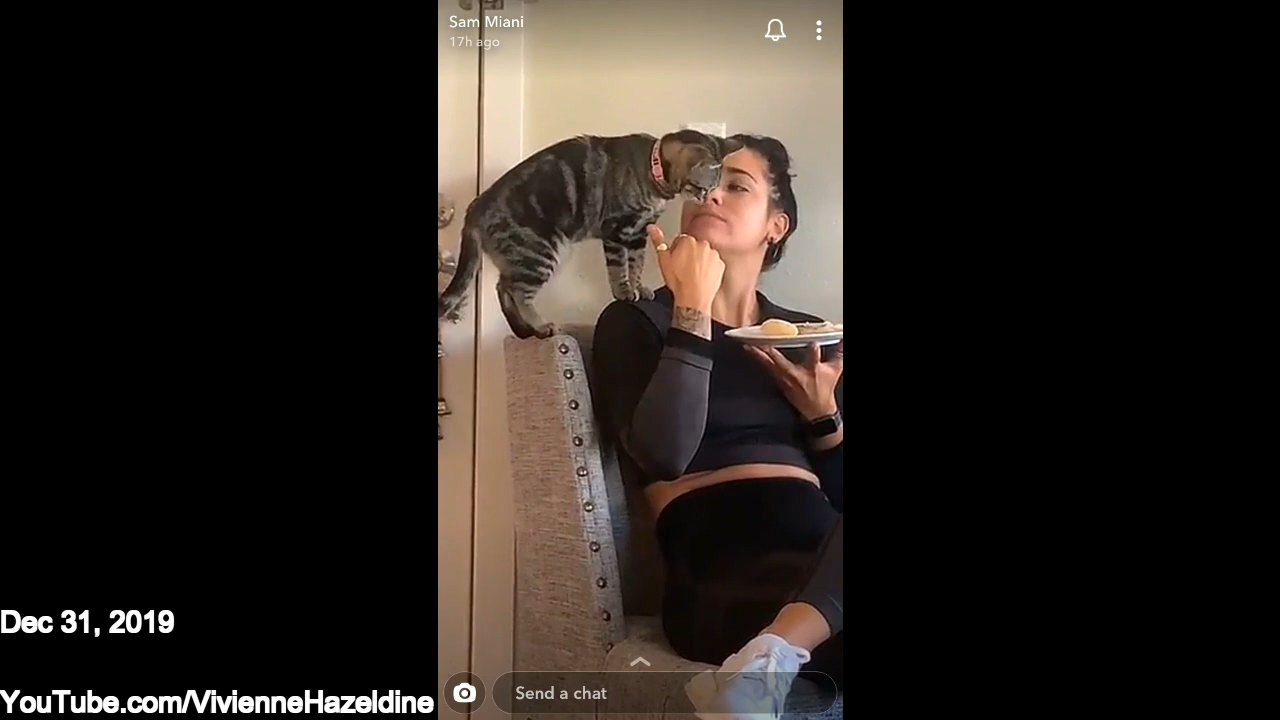 Sam Miani
17h ago
Dec 31, 2019
Send a chat
YouTube.com/VivienneHazeldine